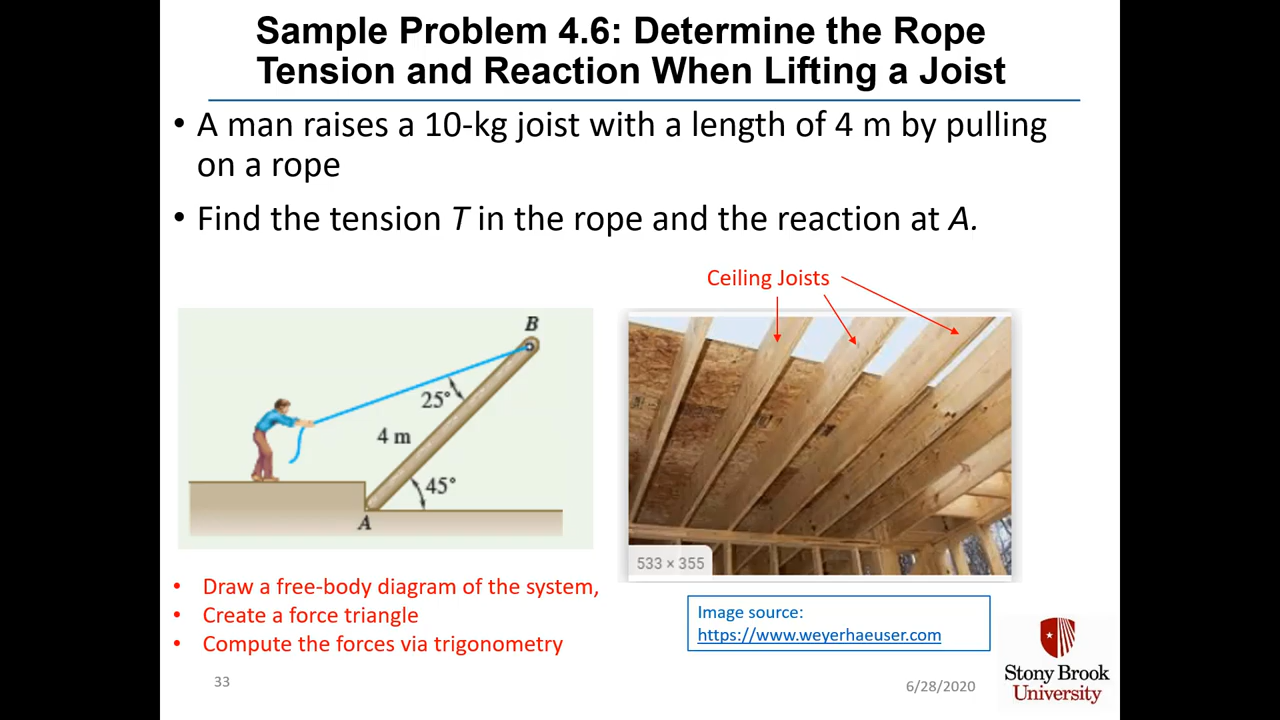 Sample Problem 4.6: Determine the Rope
Tension and Reaction When Lifting a Joist
• A man raises a 10-kg joist with a length of 4 m by pulling
on a rope
• Find the tension T in the rope and the reaction at A.
Ceiling Joists
B
25°
4 m
45°
A
533 × 355
• Draw a free-body diagram of the system,
• Create a force triangle
• Compute the forces via trigonometry
Image source:
https://www.weyerhaeuser.com
33
6/28/2020
Stony Brook
University